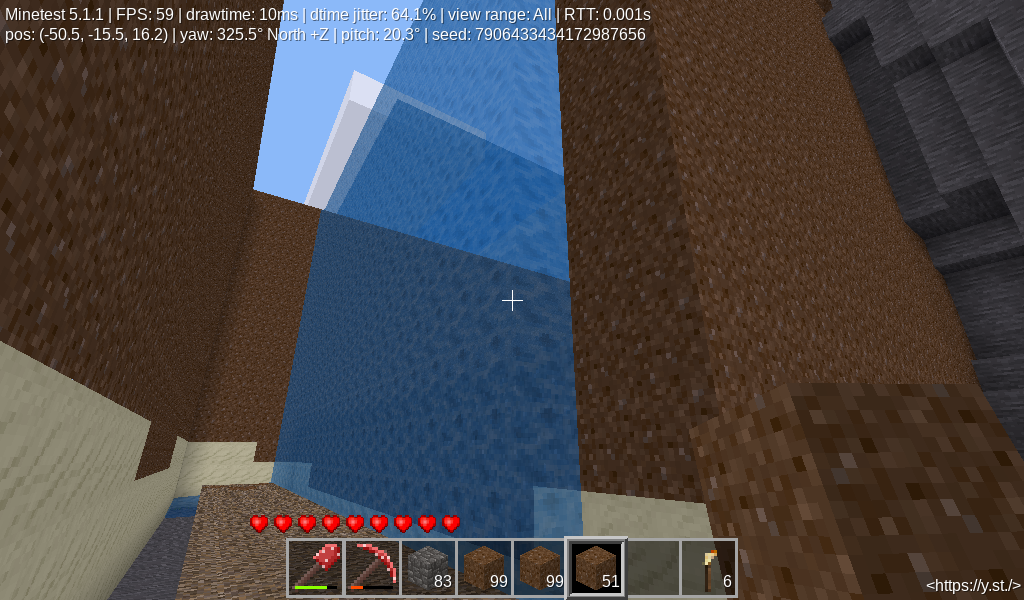 Minetest 5.1.1 | FPS: 59 | drawtime: 10ms | dtime jitter: 64.1% | view range: All | RTT: 0.001s
pos: (-50.5, -15.5, 16.2) | yaw: 325.5° North +Z | pitch: 20.3° | seed: 7906433434172987656
83 99 99 51 6
<https://y.st./>